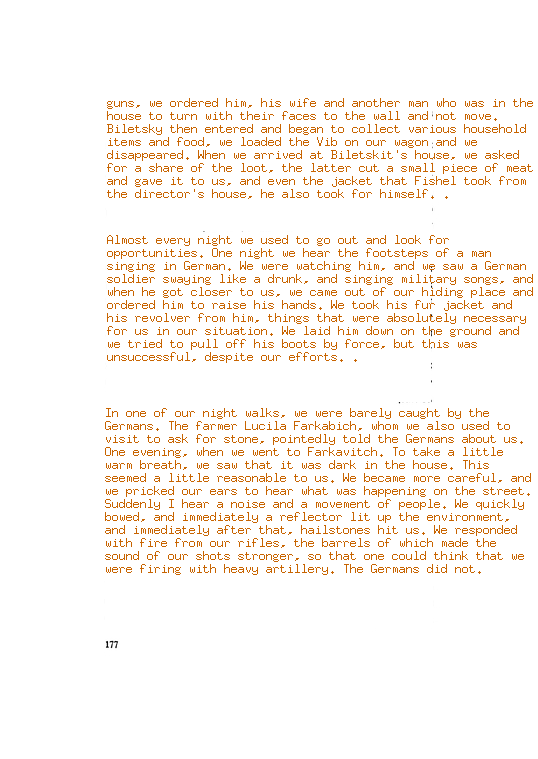 guns, we ordered him, his wife and another man who was in the
house to turn with their faces to the wall and not move.
Biletsky then entered and began to collect various household
items and food, we loaded the Vib on our wagon and we
disappeared. When we arrived at Biletskit's house, we asked
for a share of the loot, the latter cut a small piece of meat
and gave it to us, and even the jacket that Fishel took from
the director's house, he also took for himself. .
Almost every night we used to go out and look for
opportunities. One night we hear the footsteps of a man
singing in German. We were watching him, and we saw a German
soldier swaying like a drunk, and singing military songs, and
when he got closer to us, we came out of our hiding place and
ordered him to raise his hands. We took his fur jacket and
his revolver from him, things that were absolutely necessary
for us in our situation. We laid him down on the ground and
we tried to pull off his boots by force, but this was
unsuccessful, despite our efforts. .
In one of our night walks, we were barely caught by the
Germans. The farmer Lucila Farkabich, whom we also used to
visit to ask for stone, pointedly told the Germans about us.
One evening, when we went to Farkavitch. To take a little
warm breath, we saw that it was dark in the house. This
seemed a little reasonable to us. We became more careful, and
we pricked our ears to hear what was happening on the street.
Suddenly I hear a noise and a movement of people. We quickly
bowed, and immediately a reflector lit up the environment,
and immediately after that, hailstones hit us. We responded
with fire from our rifles, the barrels of which made the
sound of our shots stronger, so that one could think that we
were firing with heavy artillery. The Germans did not.
177